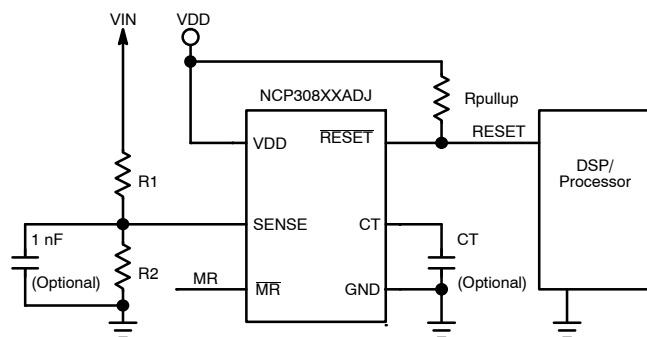 VIN
VDD
NCP308XXADJ
Rpullup
VDD
RESET
RESET
DSP/
Processor
R1
SENSE
CT
CT
1 nF
(Optional)
R2
MR
MR
GND
(Optional)